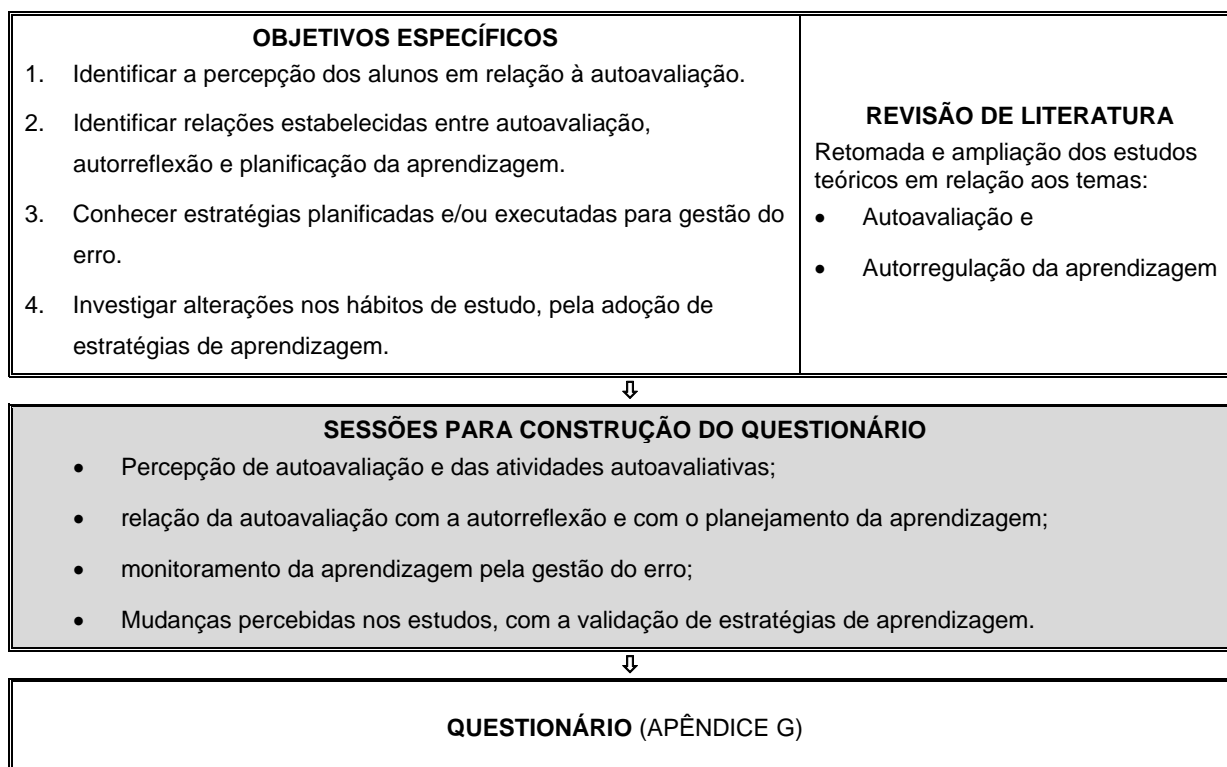 OBJETIVOS ESPECÍFICOS
1. Identificar a percepção dos alunos em relação à autoavaliação.
2. Identificar relações estabelecidas entre autoavaliação,
autorreflexão e planificação da aprendizagem.
3. Conhecer estratégias planificadas e/ou executadas para gestão do
erro.
4. Investigar alterações nos hábitos de estudo, pela adoção de
estratégias de aprendizagem.
REVISÃO DE LITERATURA
Retomada e ampliação dos estudos
teóricos em relação aos temas:
• Autoavaliação e
• Autorregulação da aprendizagem
⇩
SESSÕES PARA CONSTRUÇÃO DO QUESTIONÁRIO
• Percepção de autoavaliação e das atividades autoavaliativas;
• relação da autoavaliação com a autorreflexão e com o planejamento da aprendizagem;
• monitoramento da aprendizagem pela gestão do erro;
• Mudanças percebidas nos estudos, com a validação de estratégias de aprendizagem.
⇩
QUESTIONÁRIO (APÊNDICE G)